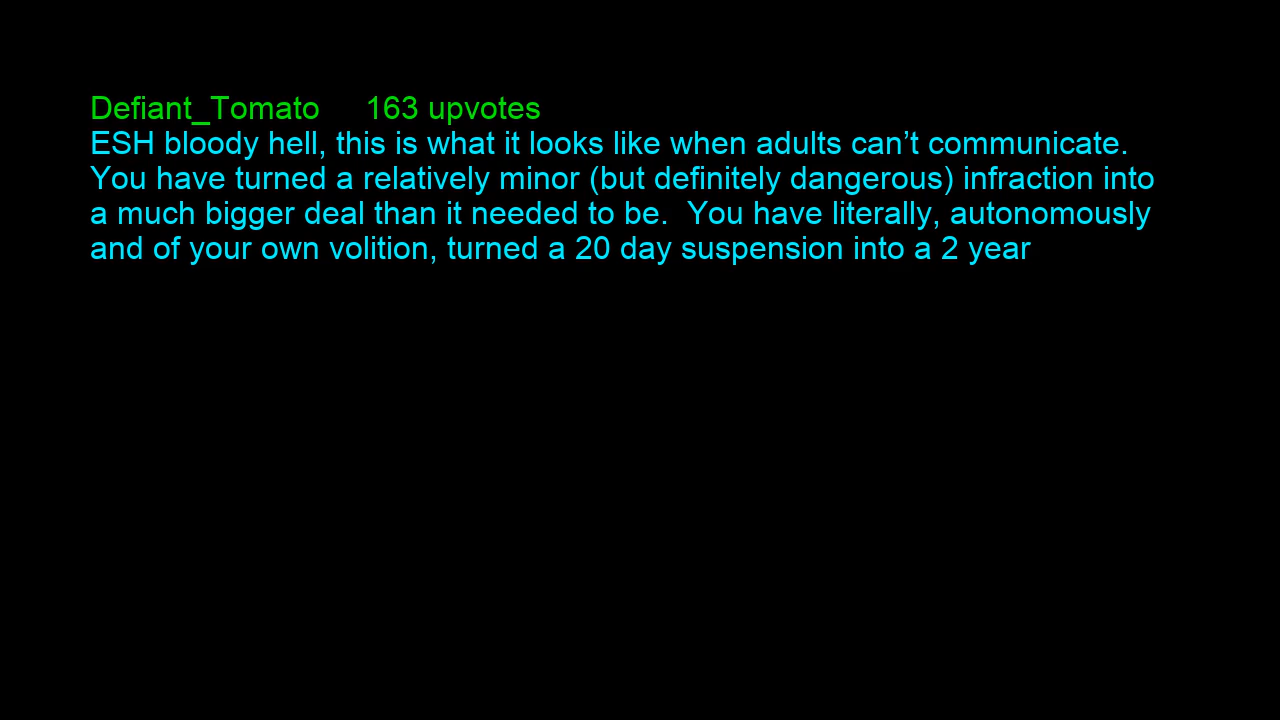 Defiant_Tomato 163 upvotes
ESH bloody hell, this is what it looks like when adults can’t communicate.
You have turned a relatively minor (but definitely dangerous) infraction into
a much bigger deal than it needed to be.  You have literally, autonomously
and of your own volition, turned a 20 day suspension into a 2 year